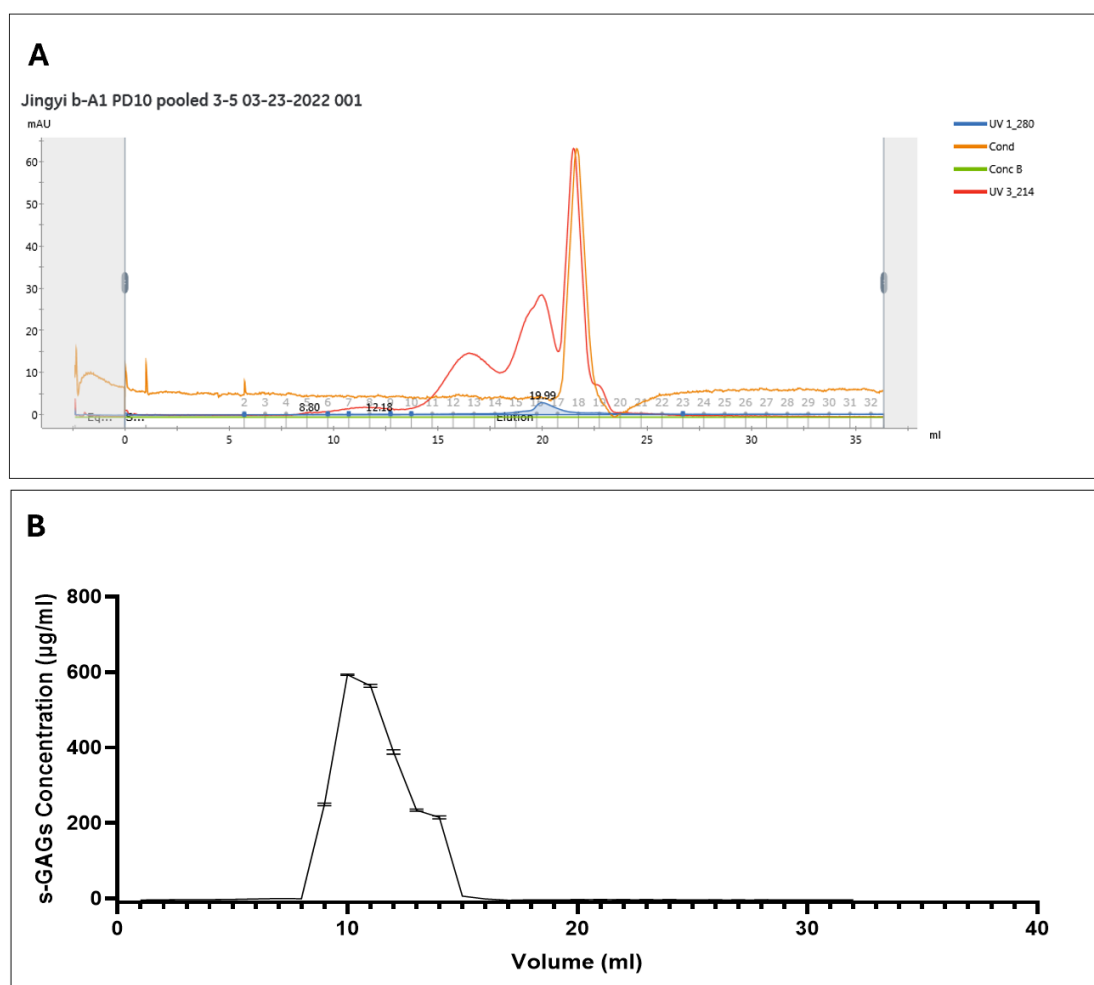 A
Jingyi b-A1 PD10 pooled 3-5 03-23-2022 001
mAU
UV 1_280
Cond
Conc B
UV 3_214
60
50
40
30
20
10
0
8.80
12.18
19.99
2 3 4 5 6 7 8 9 10 11 12 13 14 15 16 17 18 19 20 21 22 23 24 25 26 27 28 29 30 31 32
Eq... S... Elution
0 5 10 15 20 25 30 35 ml
B
s-GAGs Concentration (µg/ml)
800
600
400
200
0
0 10 20 30 40
Volume (ml)